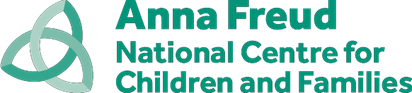 Anna Freud
National Centre for
Children and Families